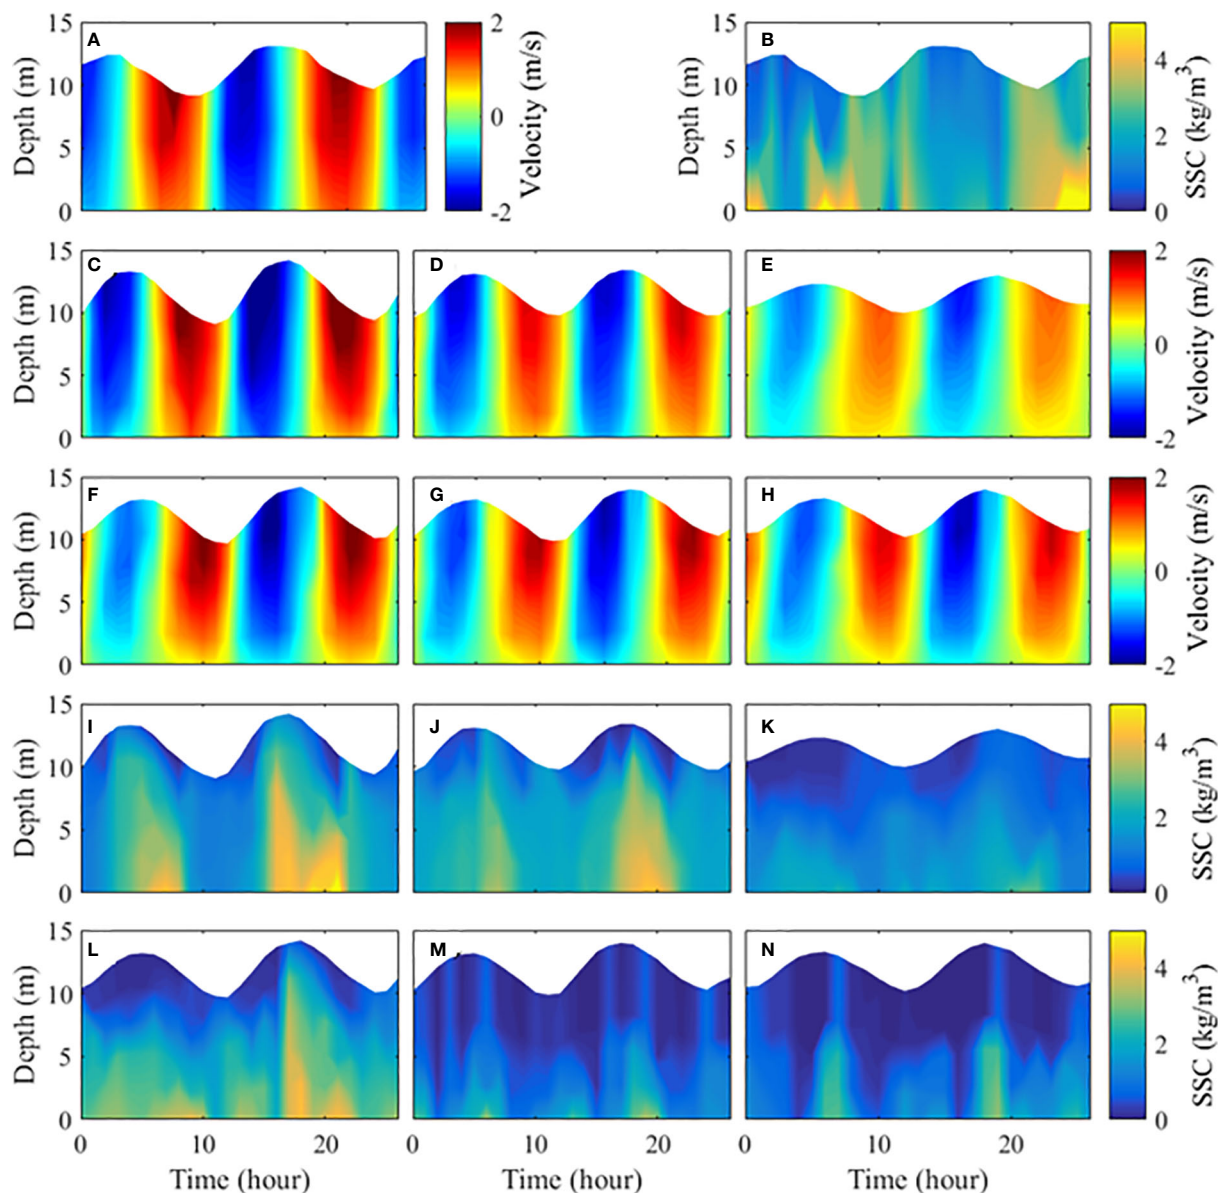 A
15
10
5
0
Depth (m)
2
0
-2
Velocity (m/s)
B
15
10
5
0
Depth (m)
4
2
0
SSC (kg/m³)
C
D
E
15
10
5
0
Depth (m)
2
0
-2
Velocity (m/s)
F
G
H
15
10
5
0
Depth (m)
2
0
-2
Velocity (m/s)
I
J
K
15
10
5
0
Depth (m)
4
2
0
SSC (kg/m³)
L
M
N
15
10
5
0
Depth (m)
4
2
0
SSC (kg/m³)
0 10 20 0 10 20 0 10 20
Time (hour) Time (hour) Time (hour)